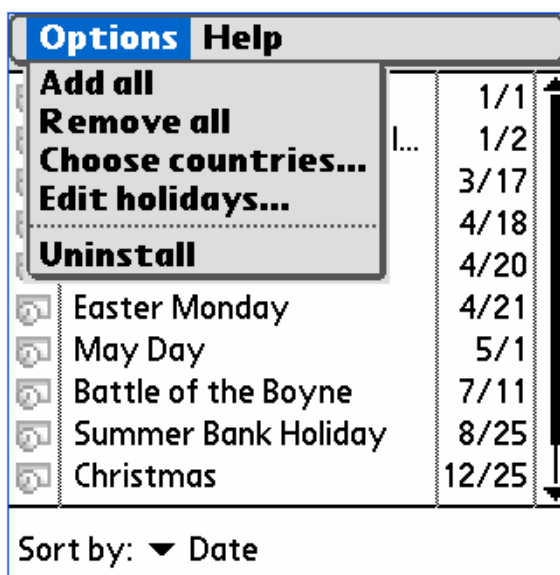 Options Help
Add all
Remove all
Choose countries...
Edit holidays...
Uninstall
1/1
l... 1/2
3/17
4/18
4/20
Easter Monday 4/21
May Day 5/1
Battle of the Boyne 7/11
Summer Bank Holiday 8/25
Christmas 12/25
Sort by: Date